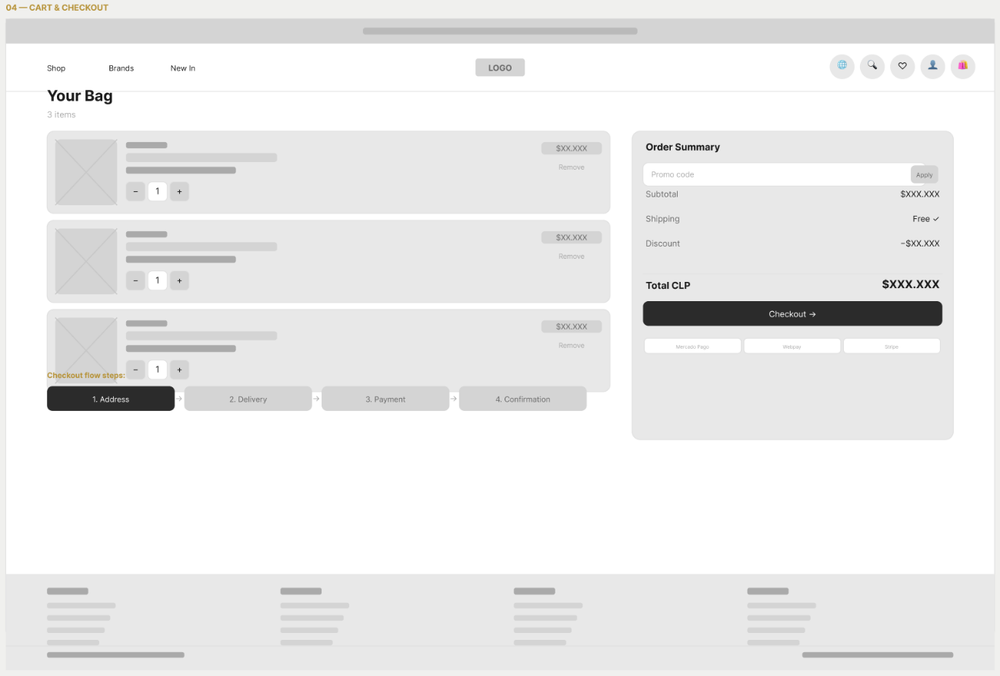 04 — CART & CHECKOUT
Shop Brands New In LOGO
Your Bag
3 items
$XX.XXX
Remove
− 1 +
$XX.XXX
Remove
− 1 +
$XX.XXX
Remove
− 1 +
Checkout flow steps:
1. Address → 2. Delivery → 3. Payment → 4. Confirmation
Order Summary
Promo code Apply
Subtotal $XXX.XXX
Shipping Free ✓
Discount −$XX.XXX
Total CLP $XXX.XXX
Checkout →
Mercado Pago Webpay Stripe